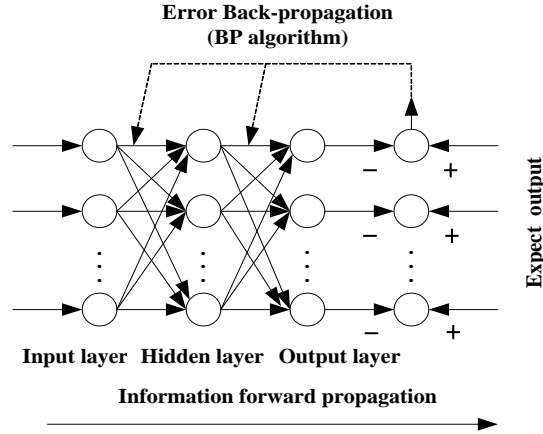 Error Back-propagation
(BP algorithm)
− +
− +
− +
Expect output
Input layer Hidden layer Output layer
Information forward propagation